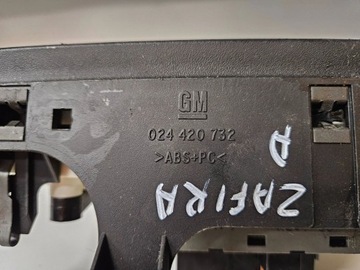 GM
024 420 732
>ABS+PC<
ZAFIRA
D